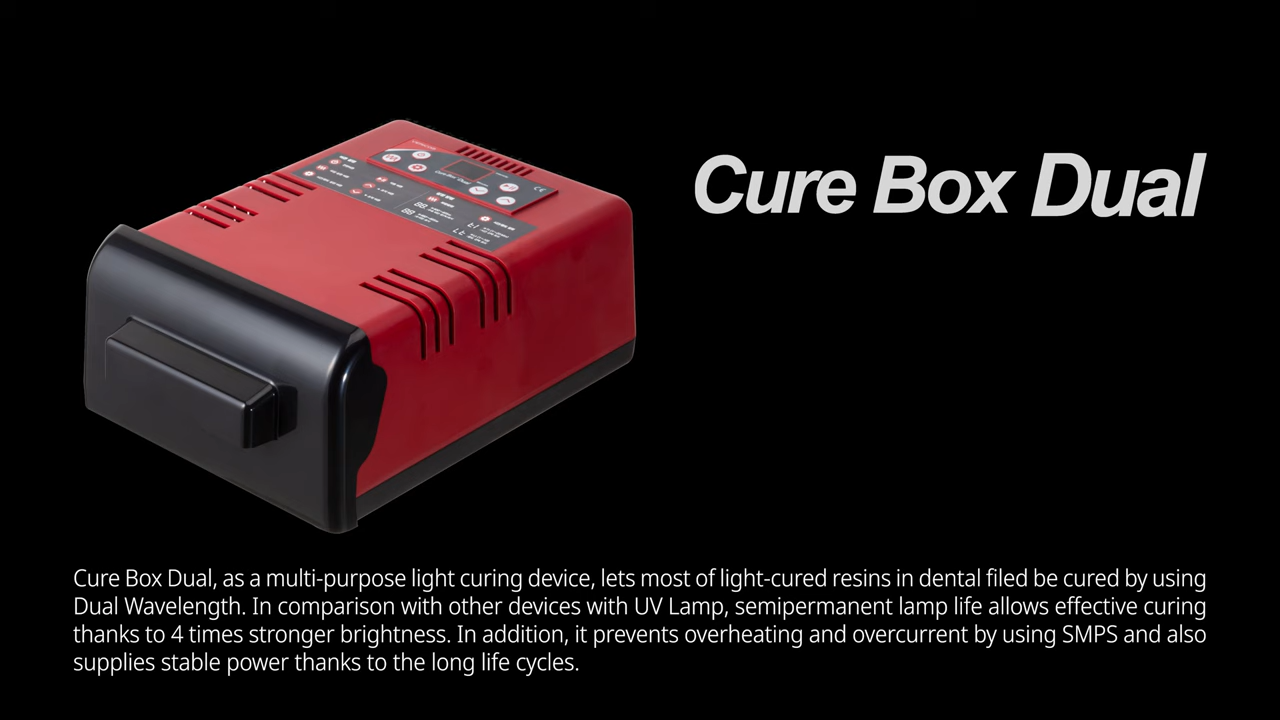 Cure Box Dual
Cure Box Dual, as a multi-purpose light curing device, lets most of light-cured resins in dental filed be cured by using
Dual Wavelength. In comparison with other devices with UV Lamp, semipermanent lamp life allows effective curing
thanks to 4 times stronger brightness. In addition, it prevents overheating and overcurrent by using SMPS and also
supplies stable power thanks to the long life cycles.